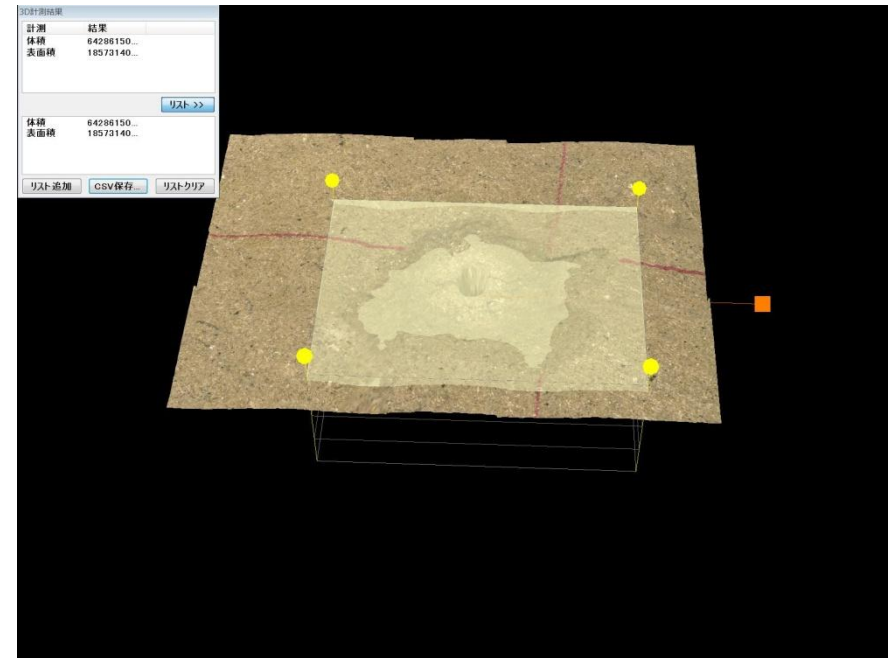 3D計測結果
計測 結果
体積 64286150...
表面積 18573140...
リスト >>
体積 64286150...
表面積 18573140...
リスト追加 CSV保存... リストクリア